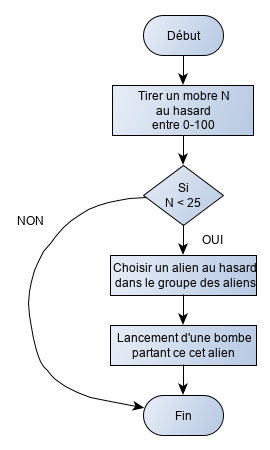 Début
Tirer un mobre N
au hasard
entre 0-100
Si
N < 25
NON
OUI
Choisir un alien au hasard
dans le groupe des aliens
Lancement d'une bombe
partant ce cet alien
Fin